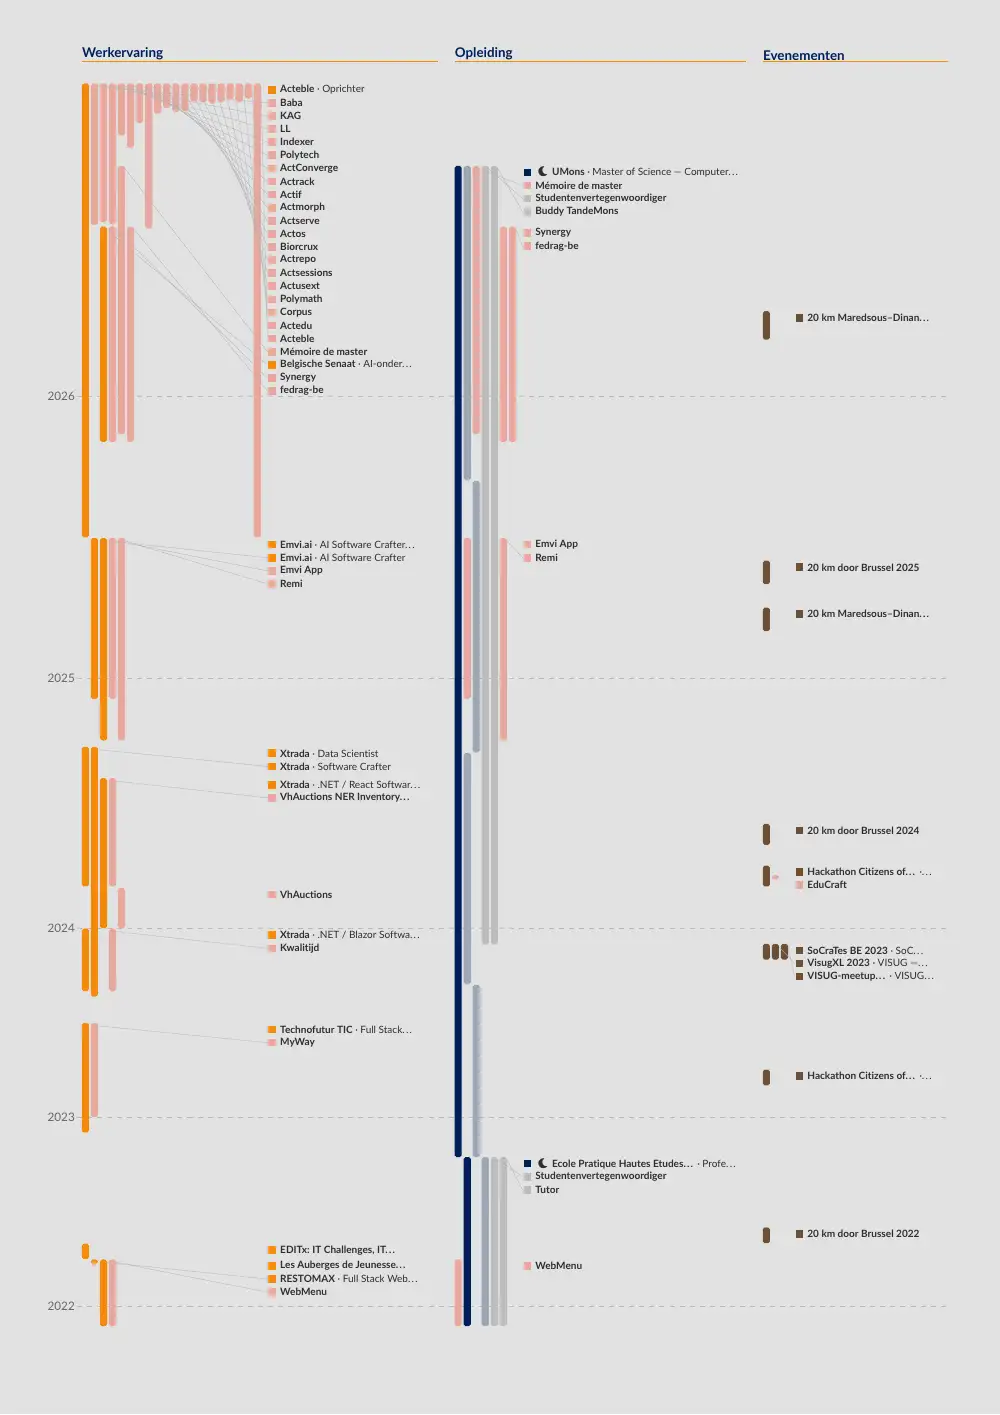 Werkervaring
Opleiding
Evenementen
Acteble · Oprichter
Baba
KAG
LL
Indexer
Polytech
ActConverge
Actrack
Actif
Actmorph
Actserve
Actos
Biorcrux
Actrepo
Actsessions
Actusext
Polymath
Corpus
Actedu
Acteble
Mémoire de master
Belgische Senaat · AI-onder…
Synergy
fedrag-be
UMons · Master of Science — Computer…
Mémoire de master
Studentenvertegenwoordiger
Buddy TandeMons
Synergy
fedrag-be
20 km Maredsous–Dinan…
2026
Emvi.ai · AI Software Crafter…
Emvi.ai · AI Software Crafter
Emvi App
Remi
Emvi App
Remi
20 km door Brussel 2025
20 km Maredsous–Dinan…
2025
Xtrada · Data Scientist
Xtrada · Software Crafter
Xtrada · .NET / React Softwar…
VhAuctions NER Inventory…
20 km door Brussel 2024
Hackathon Citizens of… ·…
EduCraft
VhAuctions
2024
Xtrada · .NET / Blazor Softwa…
Kwalitijd
SoCraTes BE 2023 · SoC…
VisugXL 2023 · VISUG —…
VISUG-meetup… · VISUG…
Technofutur TIC · Full Stack…
MyWay
Hackathon Citizens of… ·…
2023
Ecole Pratique Hautes Etudes… · Profe…
Studentenvertegenwoordiger
Tutor
20 km door Brussel 2022
EDITx: IT Challenges, IT…
Les Auberges de Jeunesse…
RESTOMAX · Full Stack Web…
WebMenu
WebMenu
2022